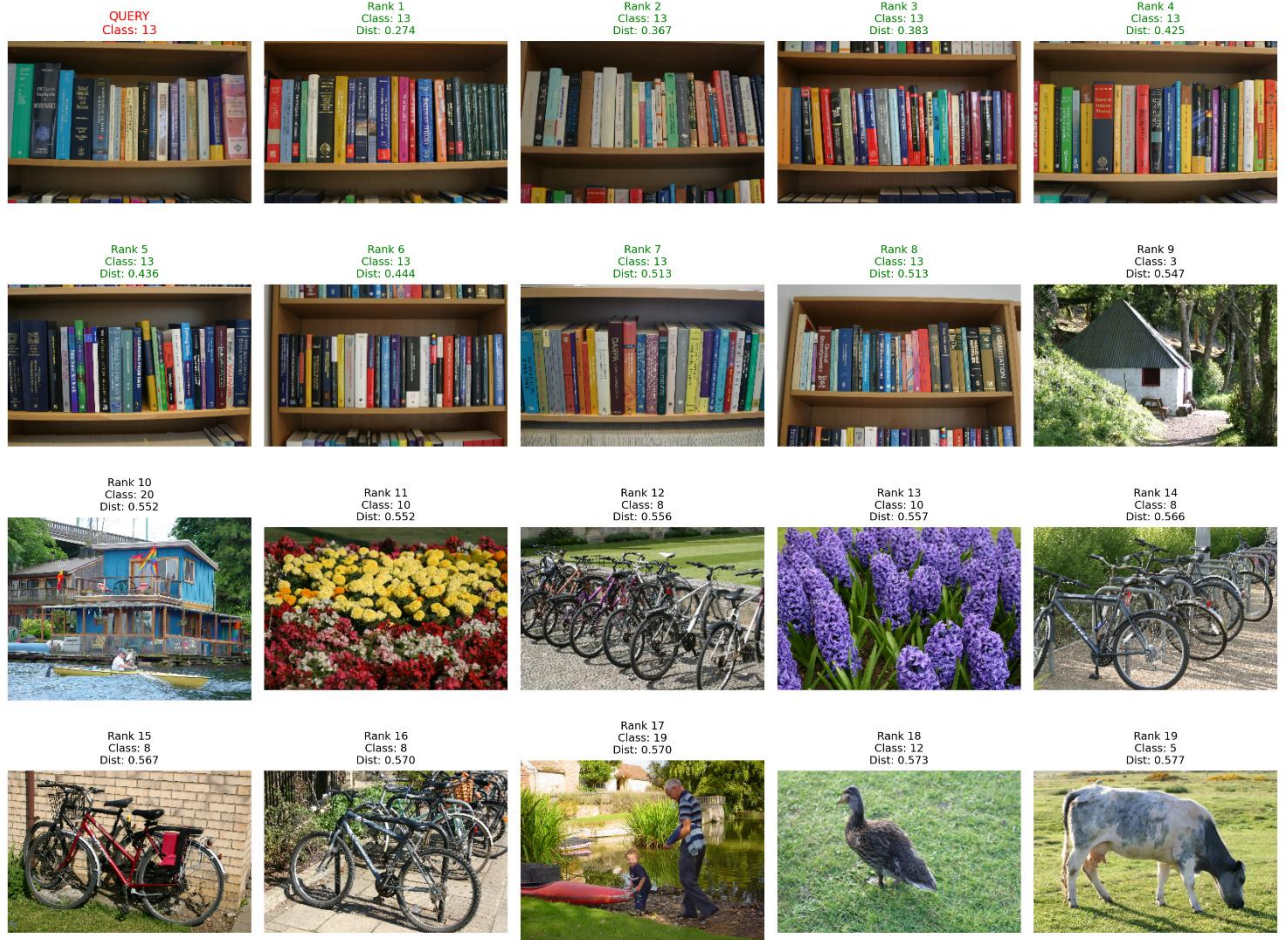 QUERY
Class: 13
Rank 1
Class: 13
Dist: 0.274
Rank 2
Class: 13
Dist: 0.367
Rank 3
Class: 13
Dist: 0.383
Rank 4
Class: 13
Dist: 0.425
Rank 5
Class: 13
Dist: 0.436
Rank 6
Class: 13
Dist: 0.444
Rank 7
Class: 13
Dist: 0.513
Rank 8
Class: 13
Dist: 0.513
Rank 9
Class: 3
Dist: 0.547
Rank 10
Class: 20
Dist: 0.552
Rank 11
Class: 10
Dist: 0.552
Rank 12
Class: 8
Dist: 0.556
Rank 13
Class: 10
Dist: 0.557
Rank 14
Class: 8
Dist: 0.566
Rank 15
Class: 8
Dist: 0.567
Rank 16
Class: 8
Dist: 0.570
Rank 17
Class: 19
Dist: 0.570
Rank 18
Class: 12
Dist: 0.573
Rank 19
Class: 5
Dist: 0.577